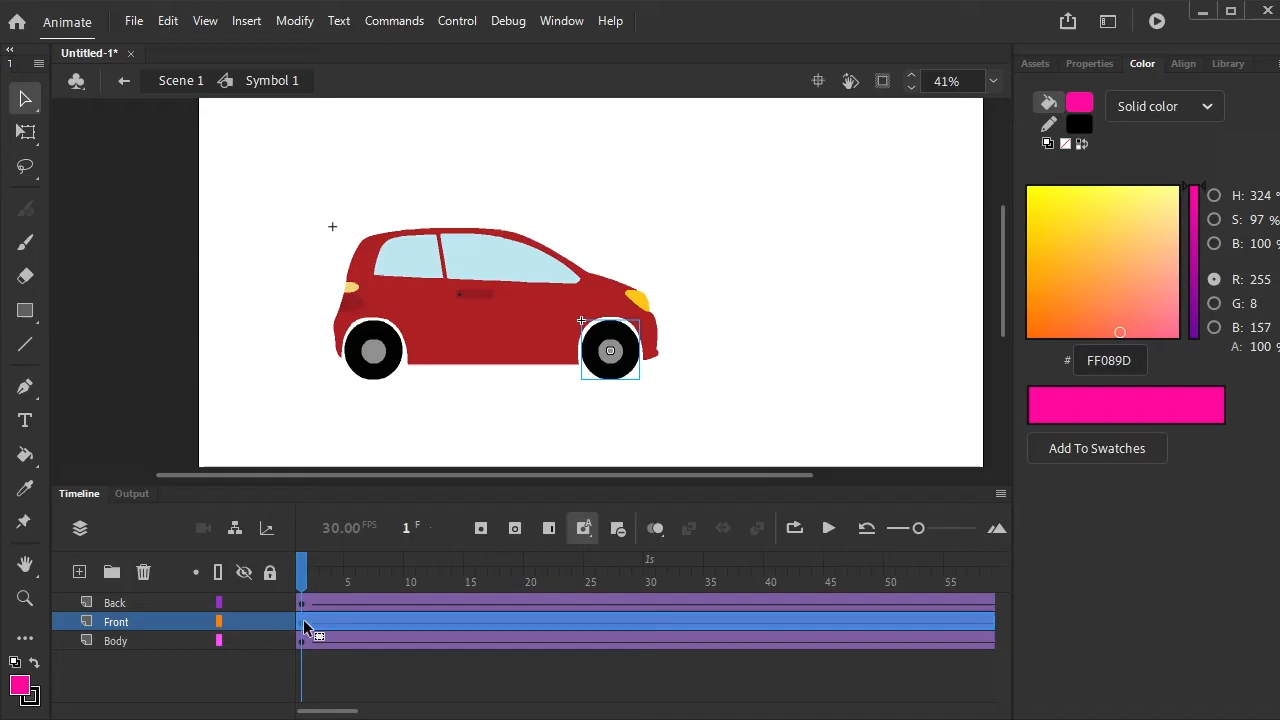 Animate File Edit View Insert Modify Text Commands Control Debug Window Help
Untitled-1*
Scene 1 Symbol 1 41%
Assets Properties Color Align Library
Solid color
H: 324 °
S: 97 %
B: 100 %
R: 255
G: 8
B: 157
A: 100 %
# FF089D
Add To Swatches
Timeline Output
30.00 FPS 1 F
1s
5 10 15 20 25 30 35 40 45 50 55
Back
Front
Body